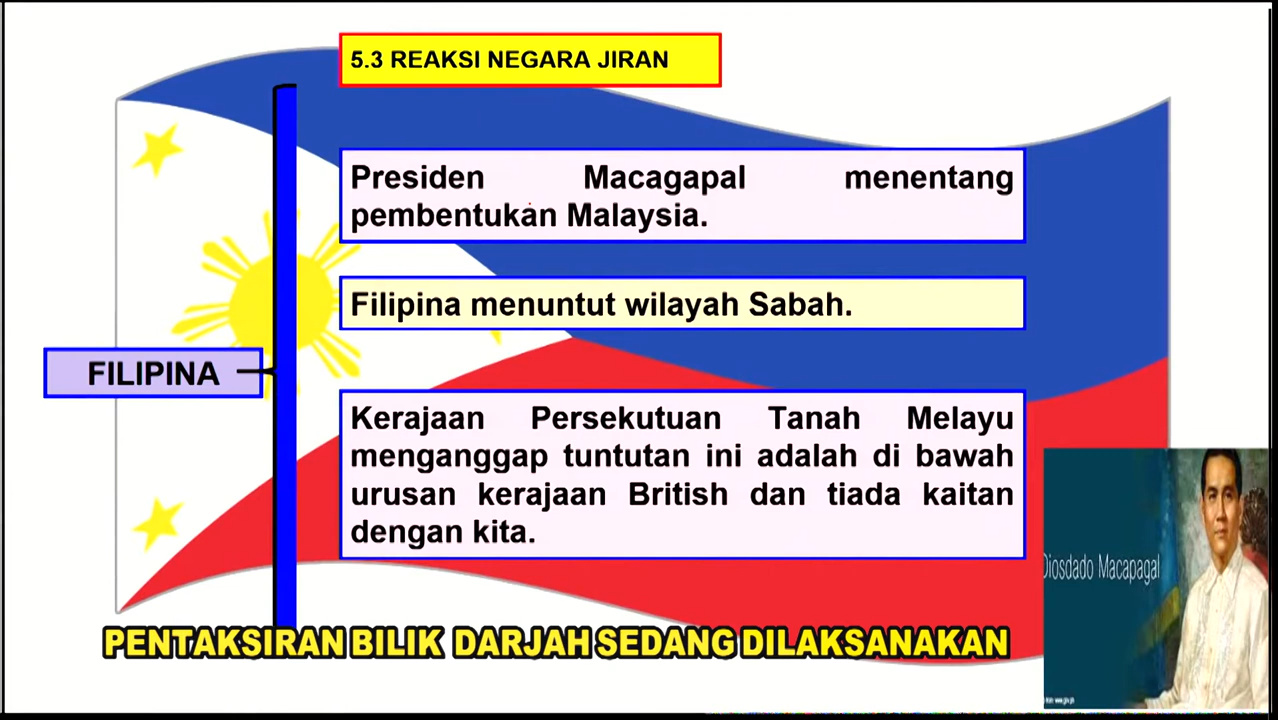 5.3 REAKSI NEGARA JIRAN
Presiden Macagapal menentang
pembentukan Malaysia.
Filipina menuntut wilayah Sabah.
FILIPINA
Kerajaan Persekutuan Tanah Melayu
menganggap tuntutan ini adalah di bawah
urusan kerajaan British dan tiada kaitan
dengan kita.
Diosdado Macapagal
PENTAKSIRAN BILIK DARJAH SEDANG DILAKSANAKAN